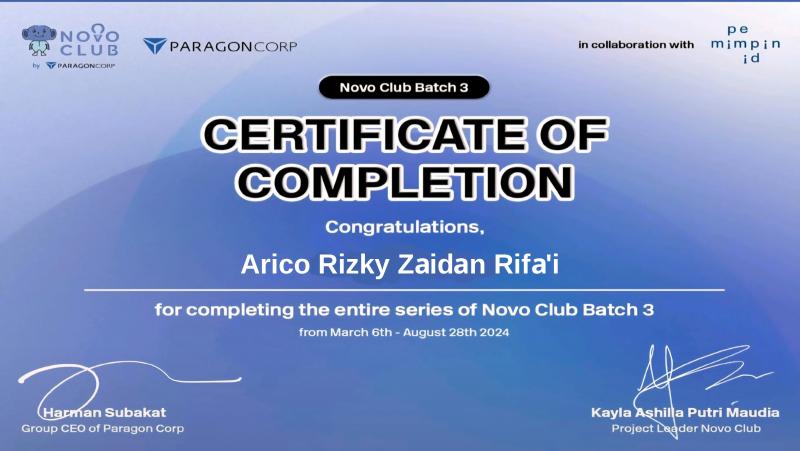 NOVO
CLUB
by PARAGONCORP
PARAGONCORP
in collaboration with
pe
mimpin
id
Novo Club Batch 3
CERTIFICATE OF
COMPLETION
Congratulations,
Arico Rizky Zaidan Rifa'i
for completing the entire series of Novo Club Batch 3
from March 6th - August 28th 2024
Harman Subakat
Group CEO of Paragon Corp
Kayla Ashilla Putri Maudia
Project Leader Novo Club